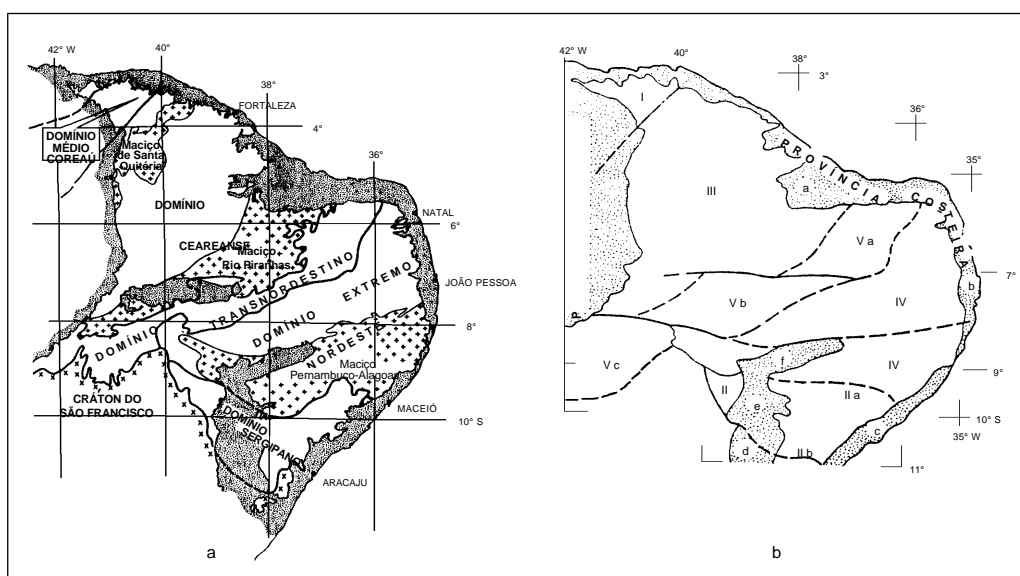 42° W
40°
38°
FORTALEZA
4°
DOMÍNIO
MÉDIO
COREAÚ
Maciço
de Santa
Quitéria
36°
DOMÍNIO
NATAL
6°
CEAREANSE
Maciço
Rio Piranhas
TRANSNORDESTINO
EXTREMO
JOÃO PESSOA
DOMÍNIO
DOMÍNIO
NORDESTE
8°
Maciço
Pernambuco-Alagoas
CRÁTON DO
SÃO FRANCISCO
MACEIÓ
10° S
DOMÍNIO
SERGIPANO
ARACAJU
a
42° W
40°
38°
3°
I
36°
PROVÍNCIA COSTEIRA
35°
III
a
V a
7°
b
V b
IV
P
f
V c
IV
9°
II
II a
e
c
10° S
35° W
d
II b
11°
b